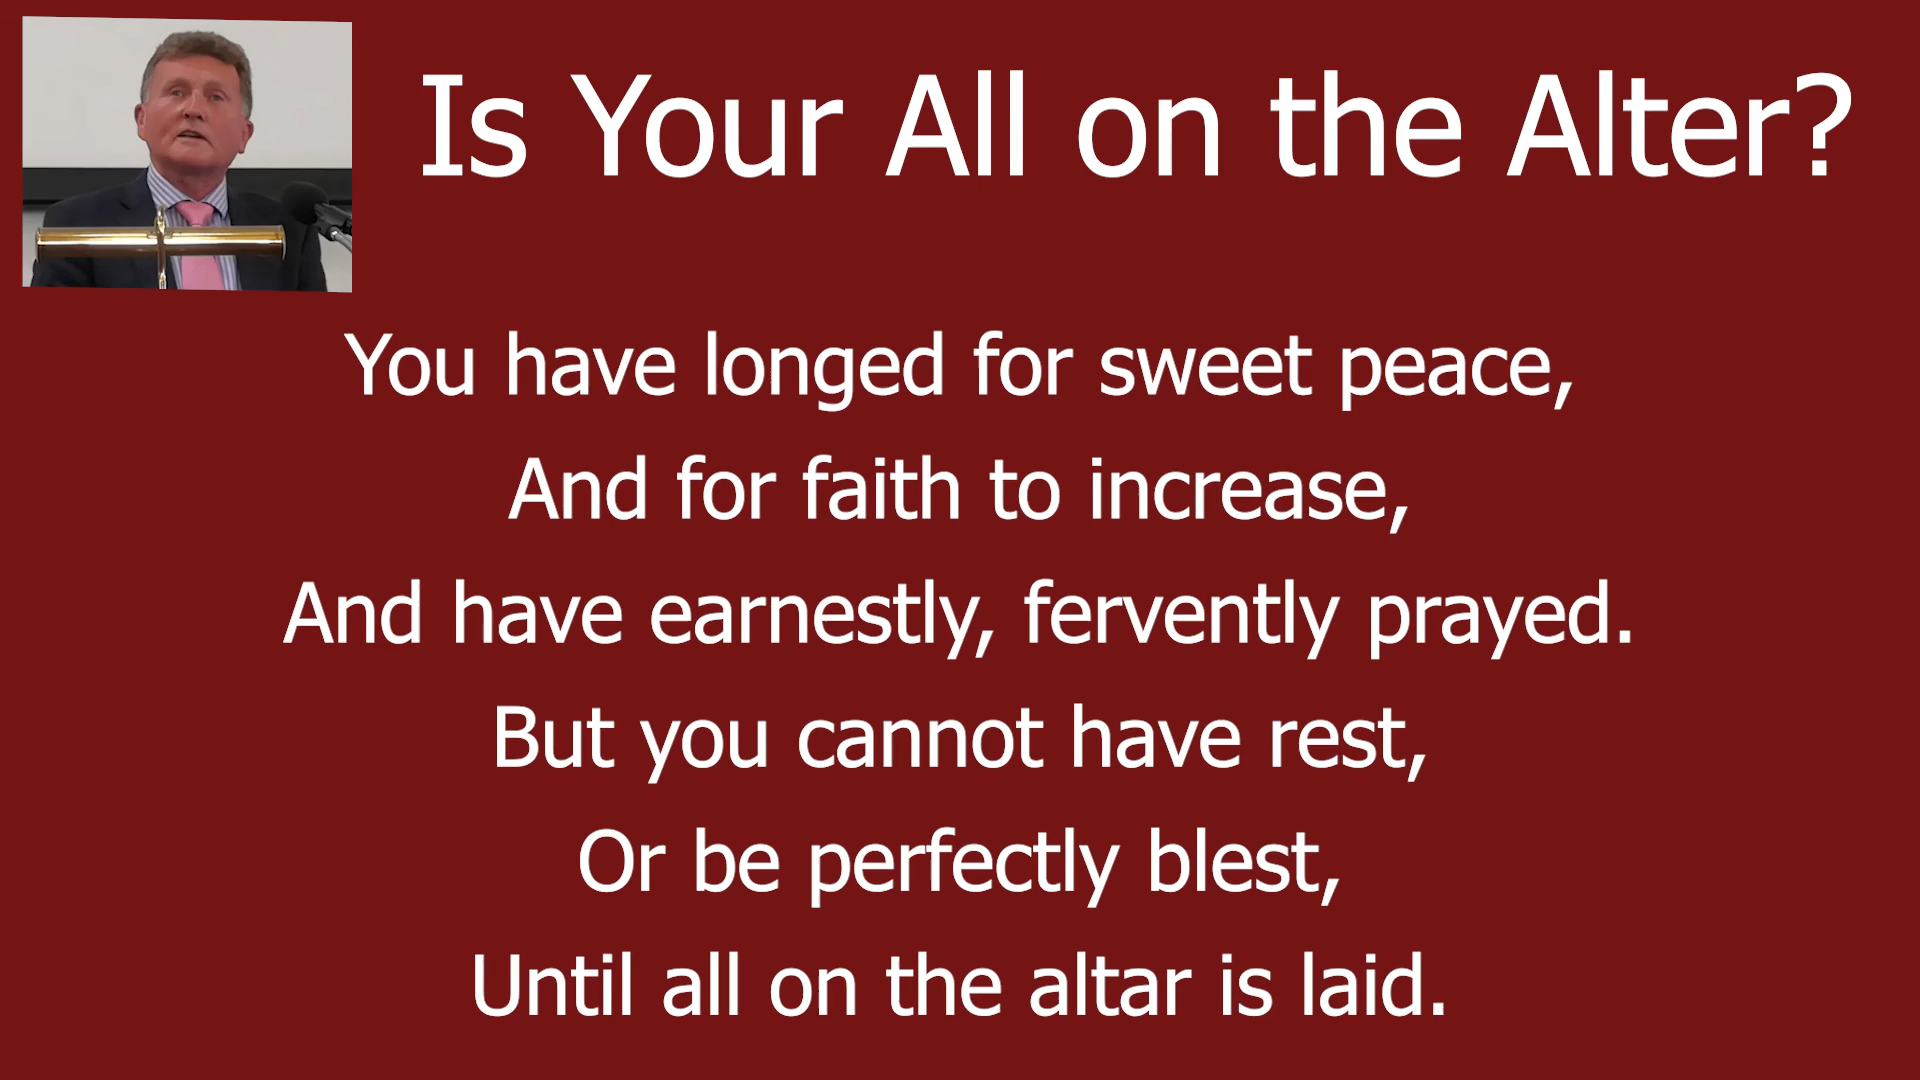 Is Your All on the Alter?
You have longed for sweet peace,
And for faith to increase,
And have earnestly, fervently prayed.
But you cannot have rest,
Or be perfectly blest,
Until all on the altar is laid.